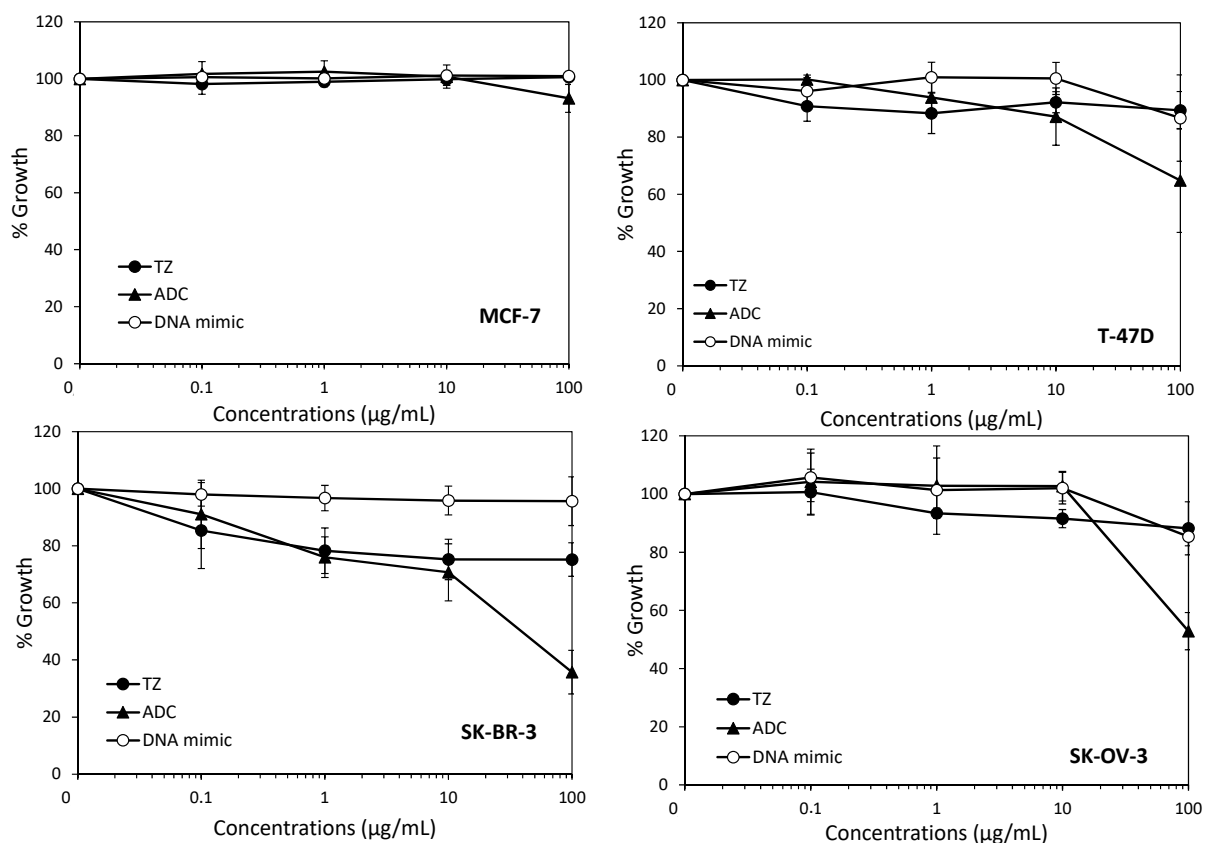 120
100
80
60
40
20
0
% Growth
TZ
ADC
DNA mimic
MCF-7
0 0.1 1 10 100
Concentrations (µg/mL)
120
100
80
60
40
20
0
% Growth
TZ
ADC
DNA mimic
T-47D
0 0.1 1 10 100
Concentrations (µg/mL)
120
100
80
60
40
20
0
% Growth
TZ
ADC
DNA mimic
SK-BR-3
0 0.1 1 10 100
Concentrations (µg/mL)
120
100
80
60
40
20
0
% Growth
TZ
ADC
DNA mimic
SK-OV-3
0 0.1 1 10 100
Concentrations (µg/mL)